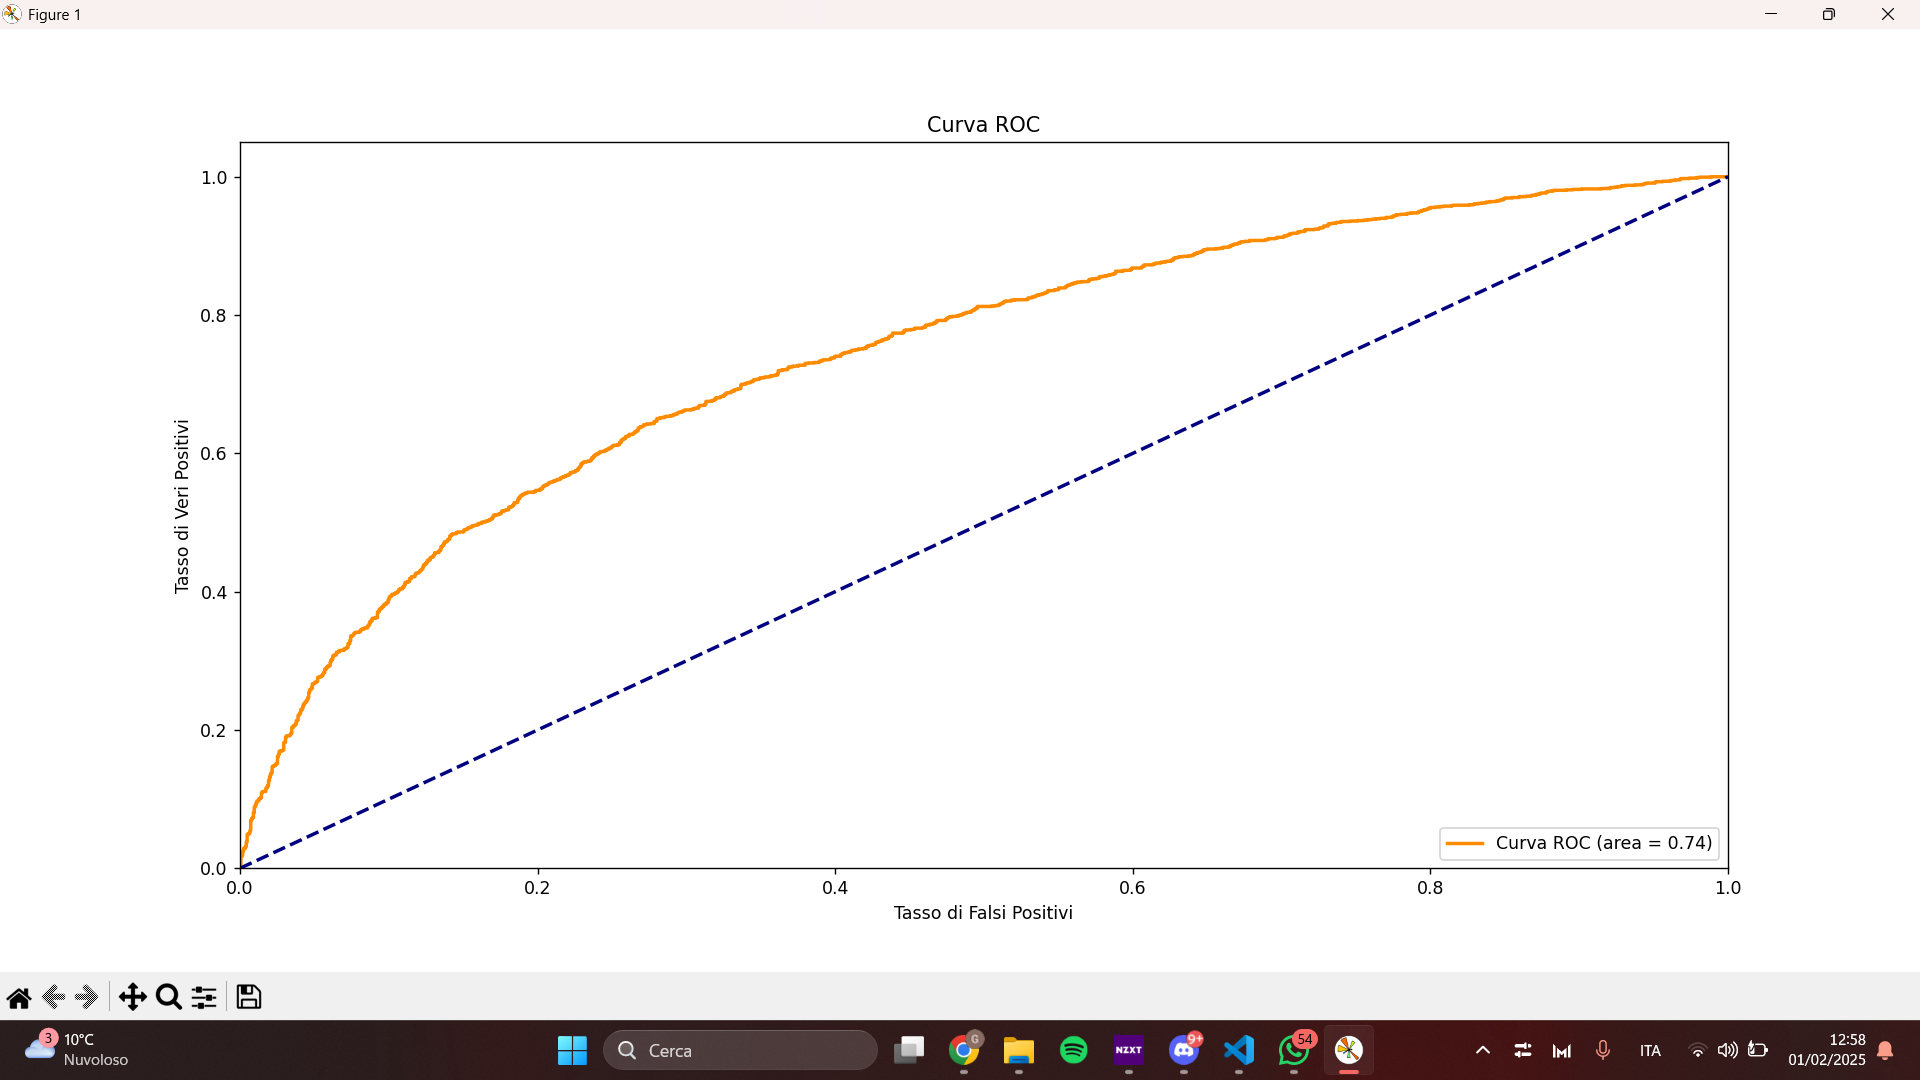 Figure 1
Curva ROC
1.0
0.8
0.6
0.4
0.2
0.0
Tasso di Veri Positivi
0.0 0.2 0.4 0.6 0.8 1.0
Tasso di Falsi Positivi
Curva ROC (area = 0.74)
3
10°C
Nuvoloso
Cerca
G
NZXT
9+
54
ITA
12:58
01/02/2025